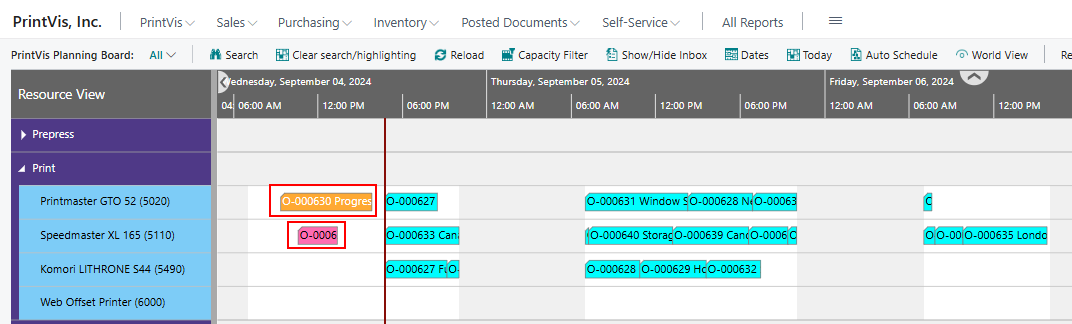 PrintVis, Inc. PrintVis Sales Purchasing Inventory Posted Documents Self-Service All Reports
PrintVis Planning Board: All Search Clear search/highlighting Reload Capacity Filter Show/Hide Inbox Dates Today Auto Schedule World View Re
Resource View
Wednesday, September 04, 2024 Thursday, September 05, 2024 Friday, September 06, 2024
04: 06:00 AM 12:00 PM 06:00 PM 12:00 AM 06:00 AM 12:00 PM 06:00 PM 12:00 AM 06:00 AM 12:00 PM
Prepress
Print
Printmaster GTO 52 (5020) O-000630 Progres O-000627 O-000631 Window S O-000628 Ne O-00063
Speedmaster XL 165 (5110) O-0006 O-000633 Can O-000640 Storag O-000639 Can O-0006 O O O-00 O-000635 Londo
Komori LITHRONE S44 (5490) O-000627 Fu O- O-000628 O-000629 Ho O-000632
Web Offset Printer (6000)